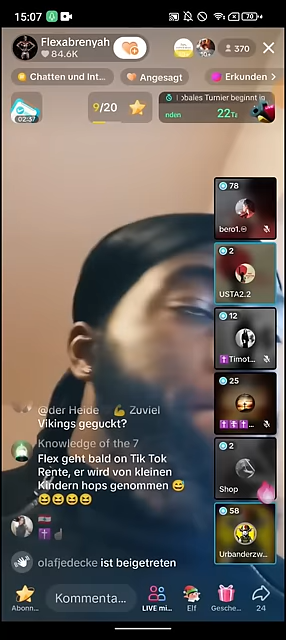 15:07
70
Flexabrenyah
84.6K
370
Chatten und Int...
Angesagt
Erkunden
02:37
9/20
obales Turnier beginnt
nden 22
78
bero1.
2
USTA2.2
12
Timot...
25
2
Shop
58
Urbanderzw...
@der Heide 💪 Zuviel
Vikings geguckt?
Knowledge of the 7
Flex geht bald on Tik Tok
Rente, er wird von kleinen
Kindern hops genommen 😅
😆😆😆😆
🇱🇧
✝️☝🏿
olafjedecke ist beigetreten
Abonn...
Kommenta...
LIVE mi...
Elf
Gesche...
24